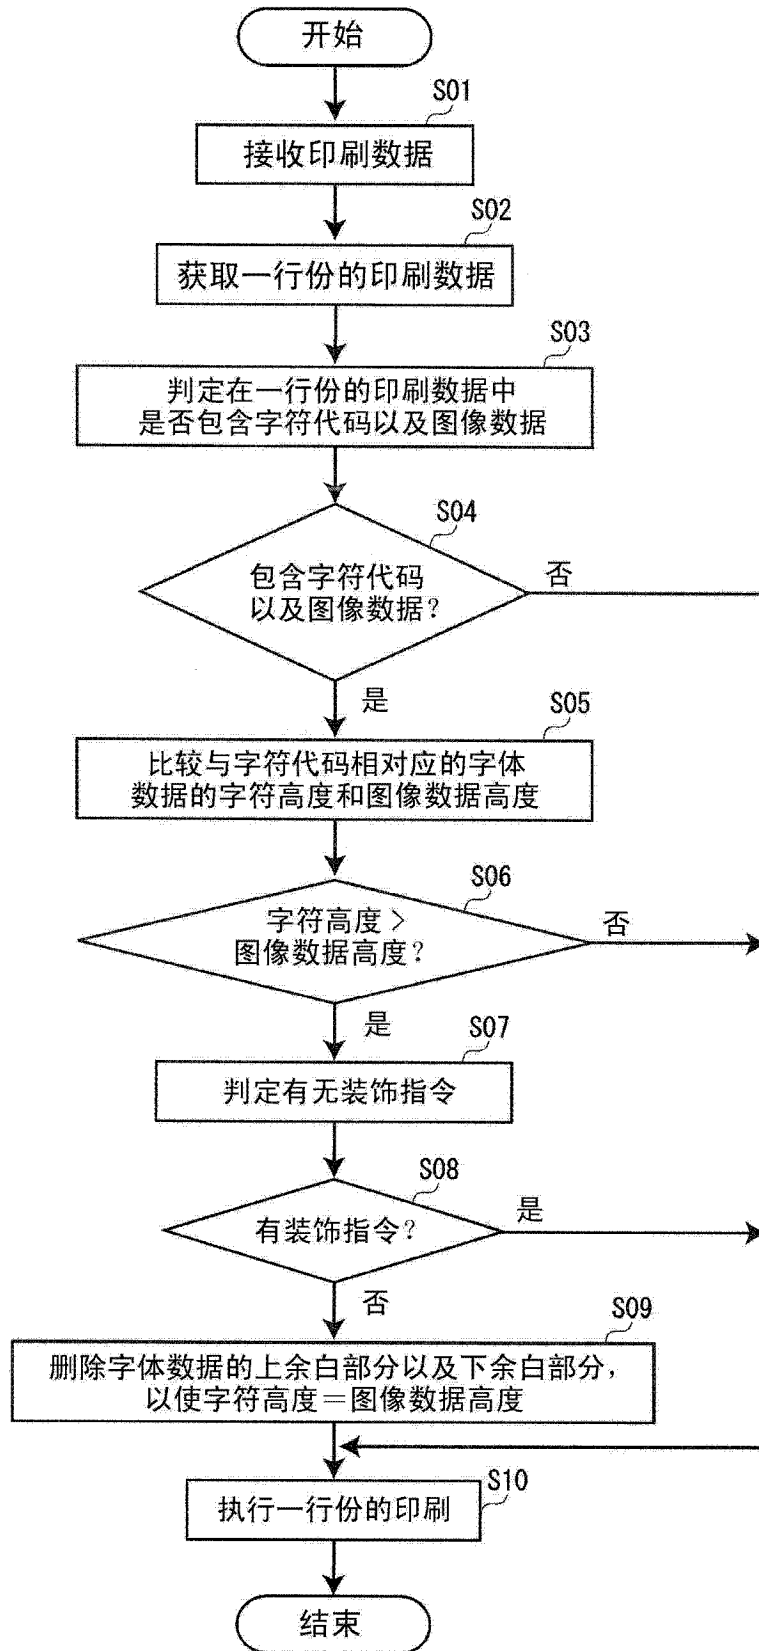 开始
S01
接收印刷数据
S02
获取一行份的印刷数据
S03
判定在一行份的印刷数据中
是否包含字符代码以及图像数据
S04
包含字符代码
以及图像数据？
否
是
S05
比较与字符代码相对应的字体
数据的字符高度和图像数据高度
S06
字符高度＞
图像数据高度？
否
是
S07
判定有无装饰指令
S08
有装饰指令？
是
否
S09
删除字体数据的上余白部分以及下余白部分，
以使字符高度＝图像数据高度
S10
执行一行份的印刷
结束